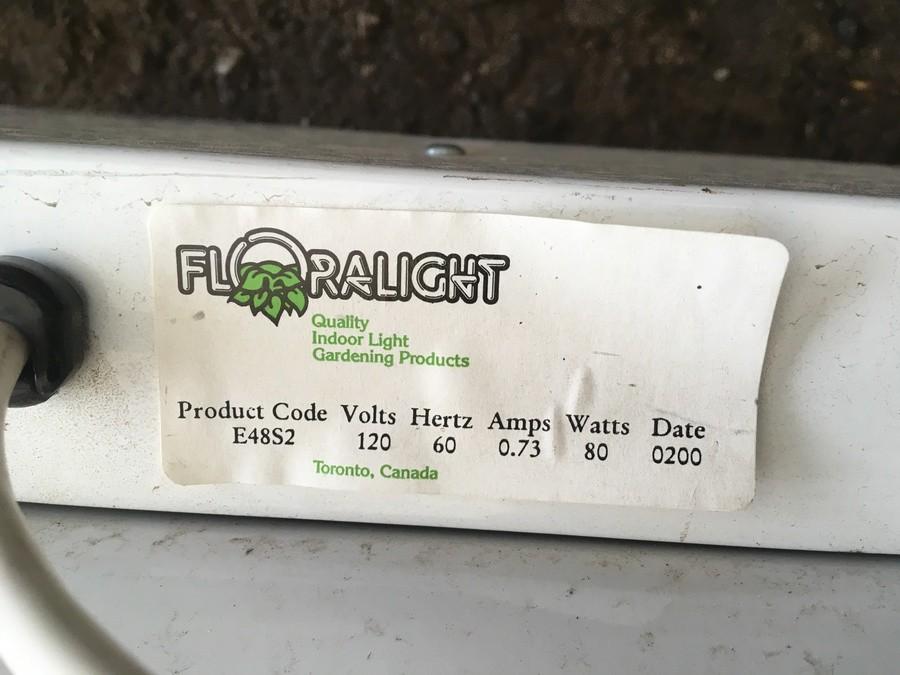 FLORALIGHT
Quality
Indoor Light
Gardening Products
Product Code Volts Hertz Amps Watts Date
E48S2 120 60 0.73 80 0200
Toronto, Canada